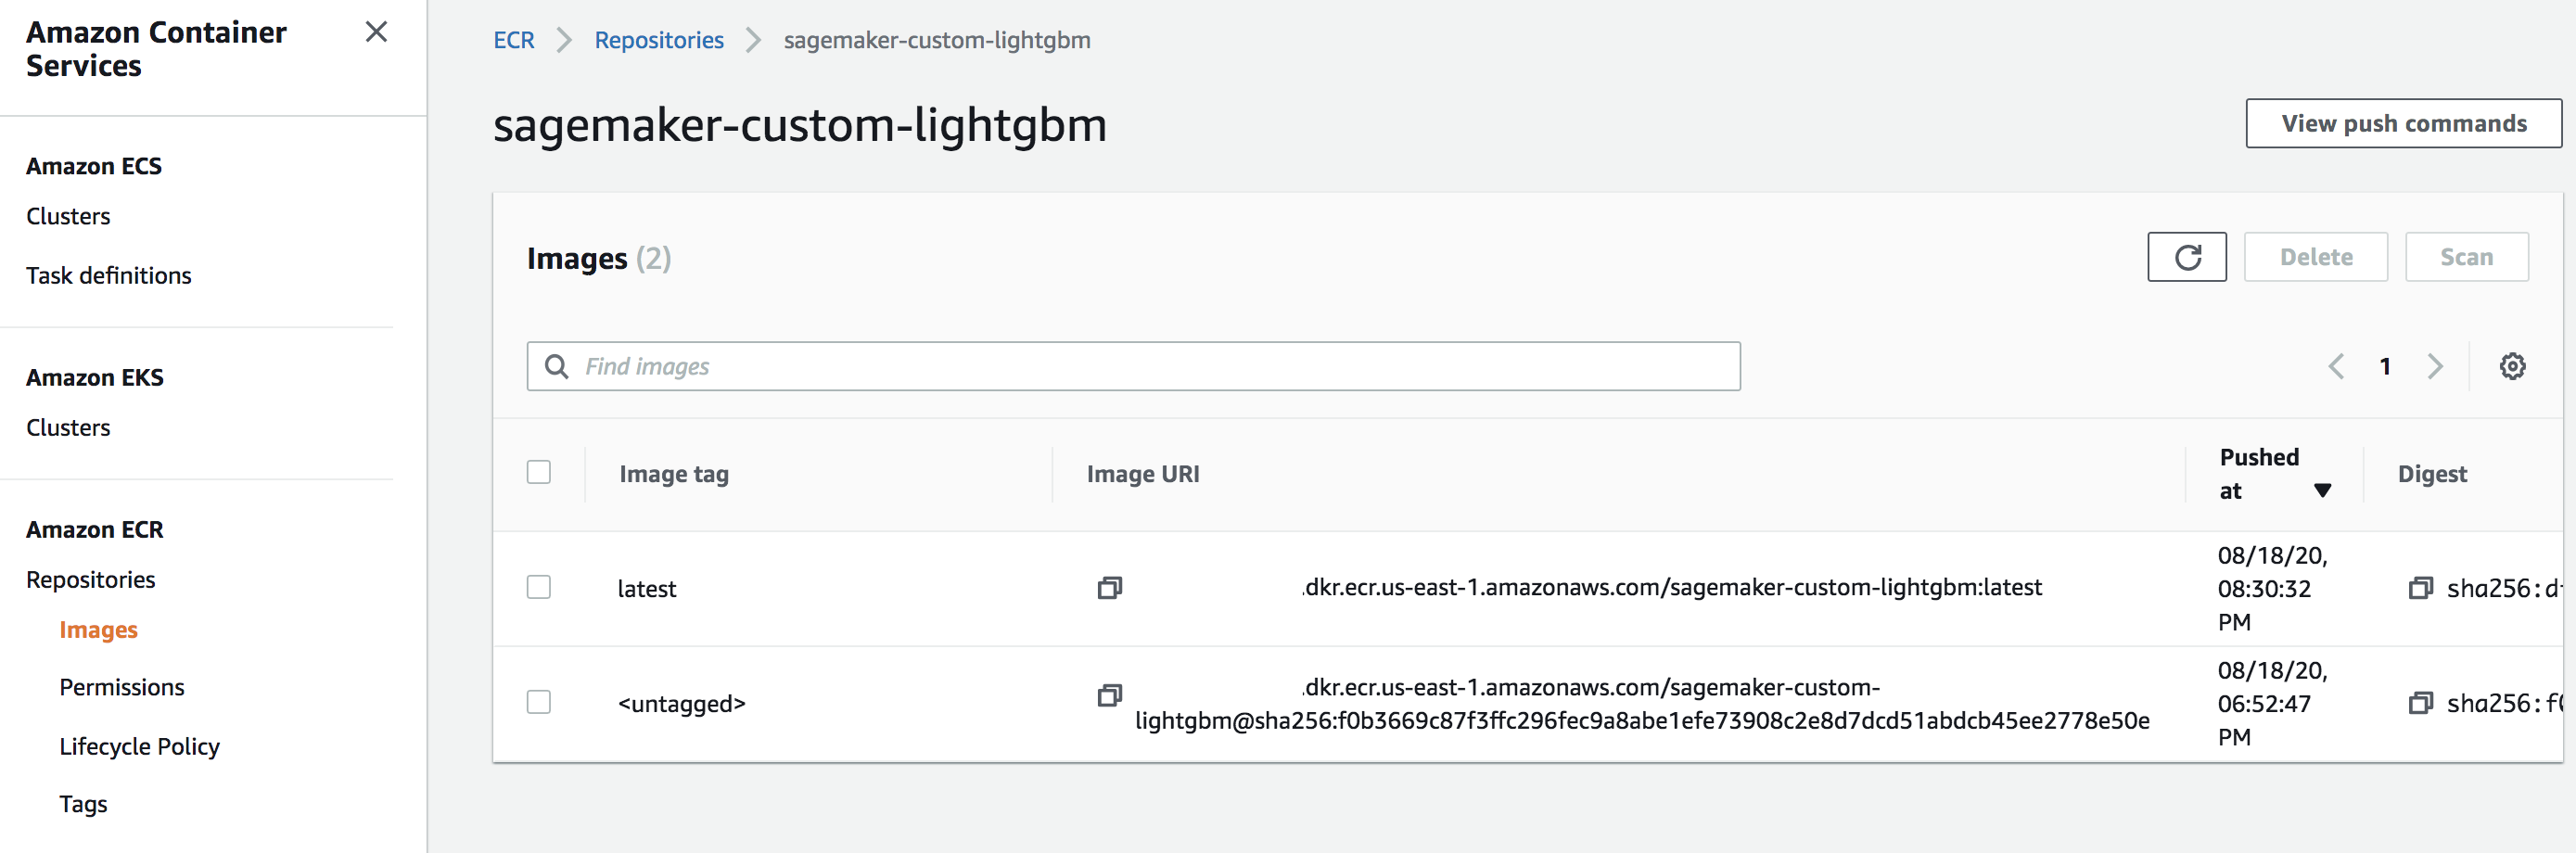 Amazon Container
Services
Amazon ECS
Clusters
Task definitions
Amazon EKS
Clusters
Amazon ECR
Repositories
Images
Permissions
Lifecycle Policy
Tags
ECR Repositories sagemaker-custom-lightgbm
sagemaker-custom-lightgbm
View push commands
Images (2)
Delete
Scan
Find images
1
Image tag
Image URI
Pushed
at
Digest
latest
.dkr.ecr.us-east-1.amazonaws.com/sagemaker-custom-lightgbm:latest
08/18/20,
08:30:32
PM
sha256:d
<untagged>
.dkr.ecr.us-east-1.amazonaws.com/sagemaker-custom-
lightgbm@sha256:f0b3669c87f3ffc296fec9a8abe1efe73908c2e8d7dcd51abdcb45ee2778e50e
08/18/20,
06:52:47
PM
sha256:f